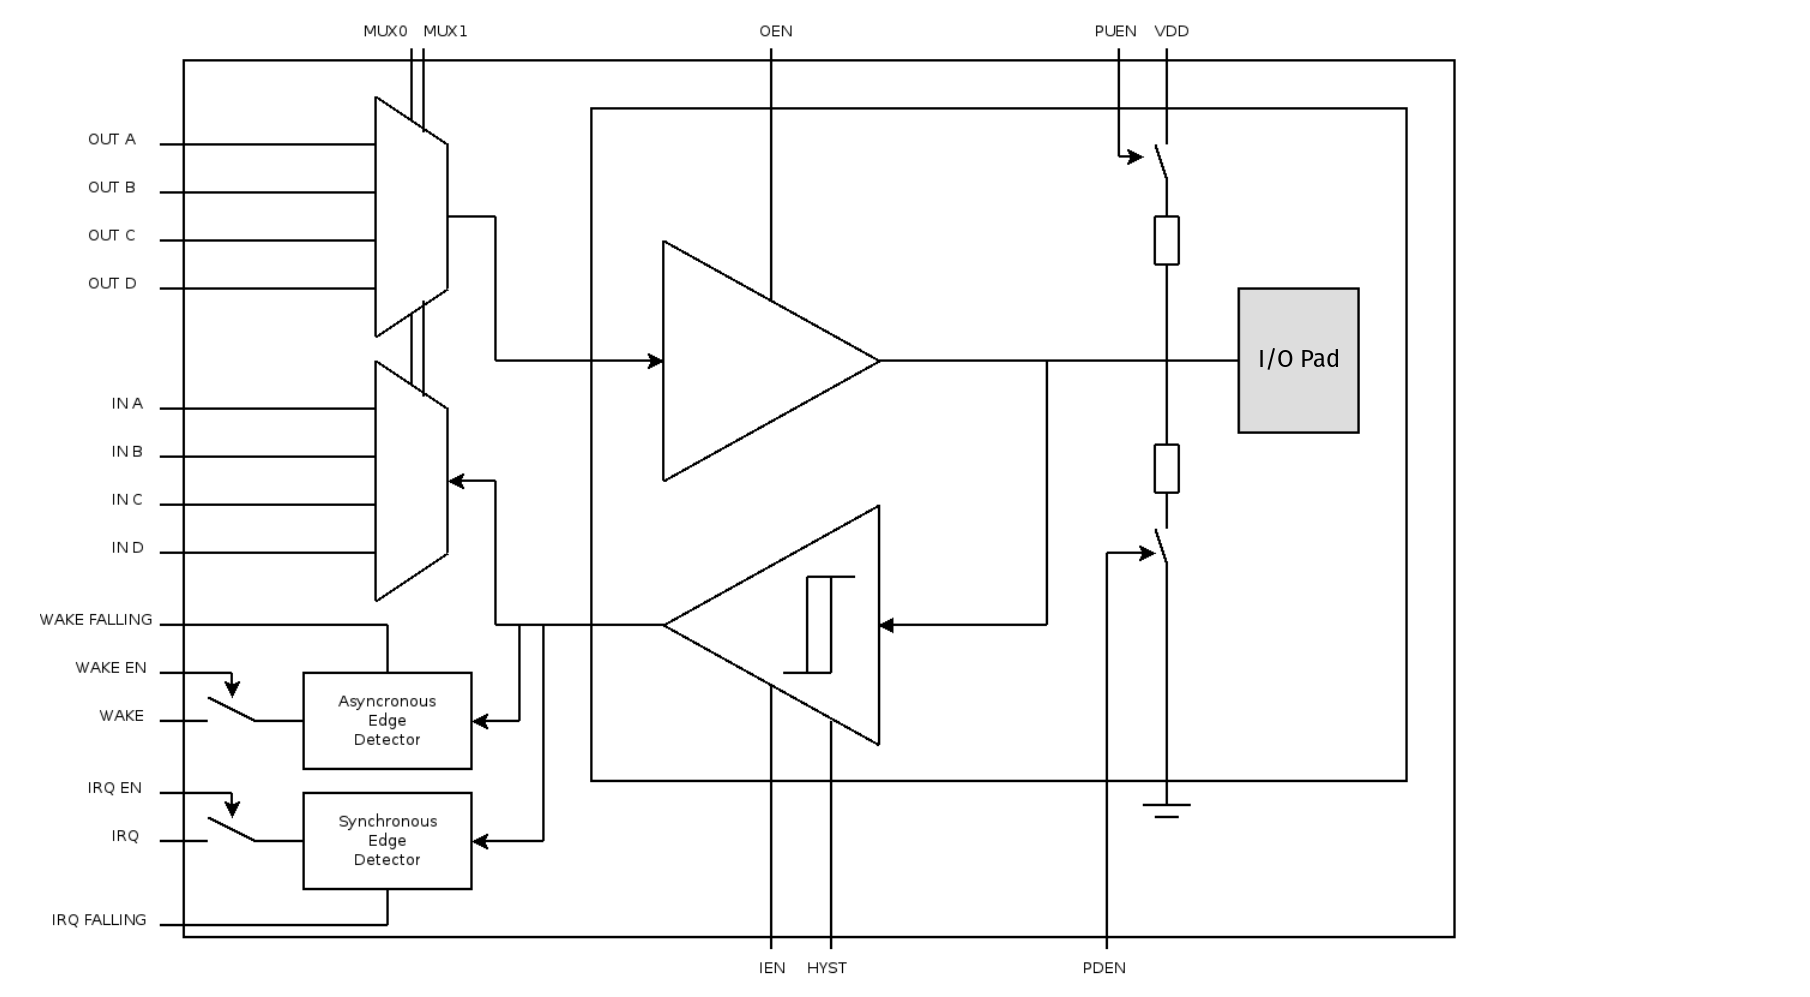 MUX0 MUX1 OEN PUEN VDD
OUT A
OUT B
OUT C
OUT D
I/O Pad
IN A
IN B
IN C
IN D
WAKE FALLING
WAKE EN
WAKE
Asyncronous
Edge
Detector
IRQ EN
IRQ
Synchronous
Edge
Detector
IRQ FALLING
IEN HYST PDEN